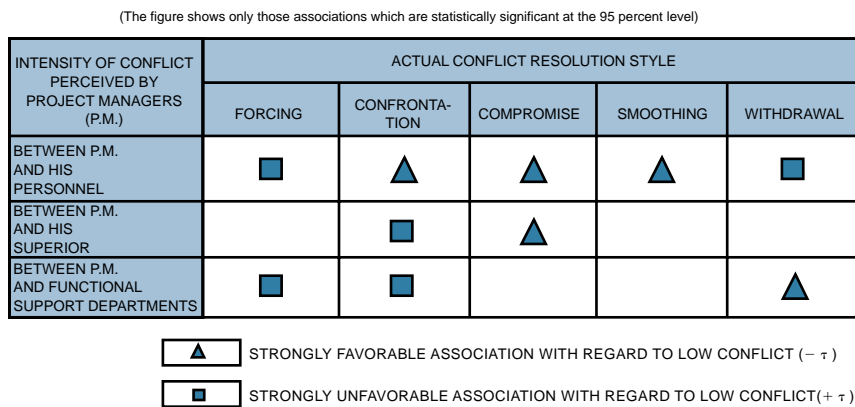 (The figure shows only those associations which are statistically significant at the 95 percent level)
INTENSITY OF CONFLICT
PERCEIVED BY
PROJECT MANAGERS
(P.M.)
ACTUAL CONFLICT RESOLUTION STYLE
FORCING
CONFRONTA-
TION
COMPROMISE
SMOOTHING
WITHDRAWAL
BETWEEN P.M.
AND HIS
PERSONNEL
BETWEEN P.M.
AND HIS
SUPERIOR
BETWEEN P.M.
AND FUNCTIONAL
SUPPORT DEPARTMENTS
STRONGLY FAVORABLE ASSOCIATION WITH REGARD TO LOW CONFLICT (− τ )
STRONGLY UNFAVORABLE ASSOCIATION WITH REGARD TO LOW CONFLICT(+ τ )